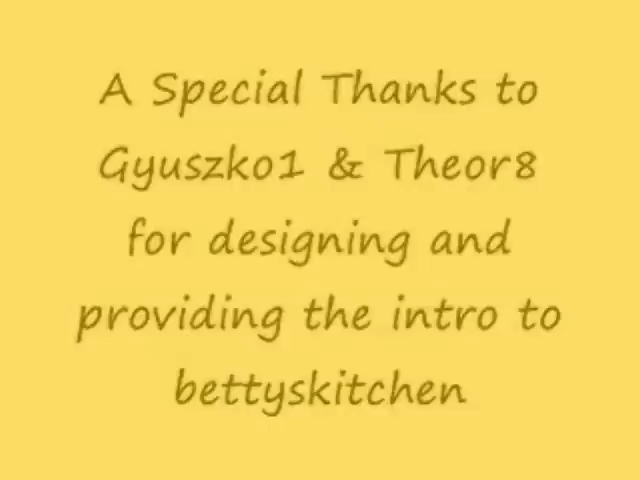 A Special Thanks to
Gyuszko1 & Theor8
for designing and
providing the intro to
bettyskitchen